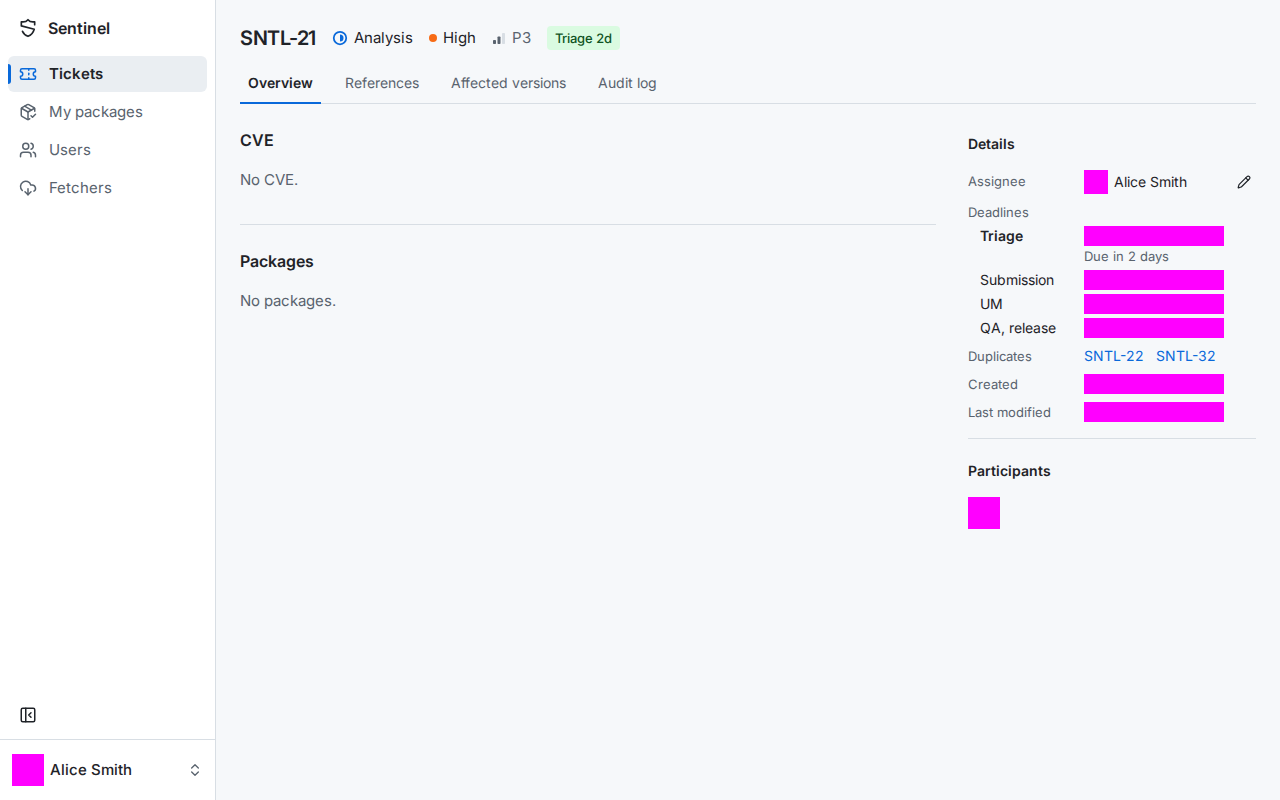 Sentinel
Tickets
My packages
Users
Fetchers
Alice Smith
SNTL-21 Analysis High P3 Triage 2d
Overview References Affected versions Audit log
CVE
No CVE.
Packages
No packages.
Details
Assignee Alice Smith
Deadlines
Triage
Due in 2 days
Submission
UM
QA, release
Duplicates SNTL-22 SNTL-32
Created
Last modified
Participants